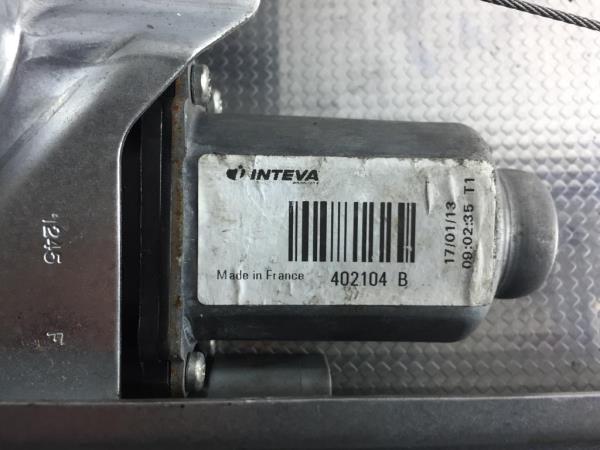 INTEVA
Made in France
402104 B
17/01/13
09:02:35 T1
1245
F